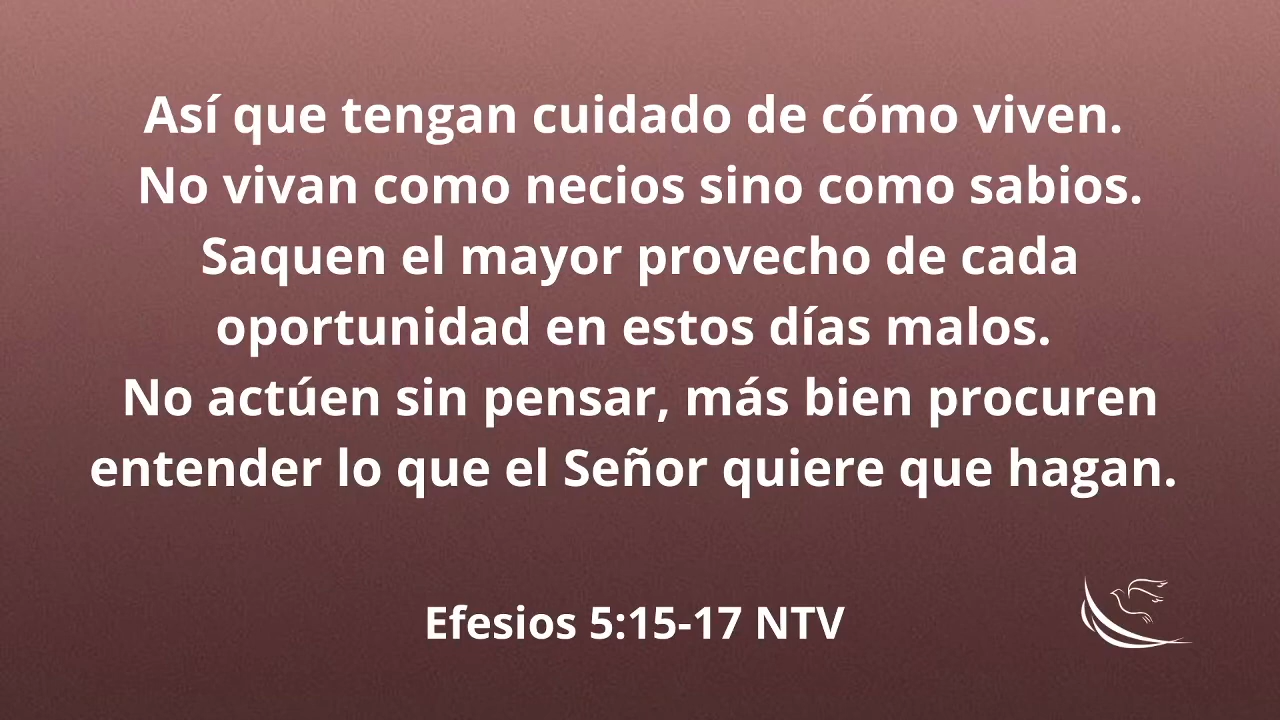 Así que tengan cuidado de cómo viven.
No vivan como necios sino como sabios.
Saquen el mayor provecho de cada
oportunidad en estos días malos.
No actúen sin pensar, más bien procuren
entender lo que el Señor quiere que hagan.
Efesios 5:15-17 NTV